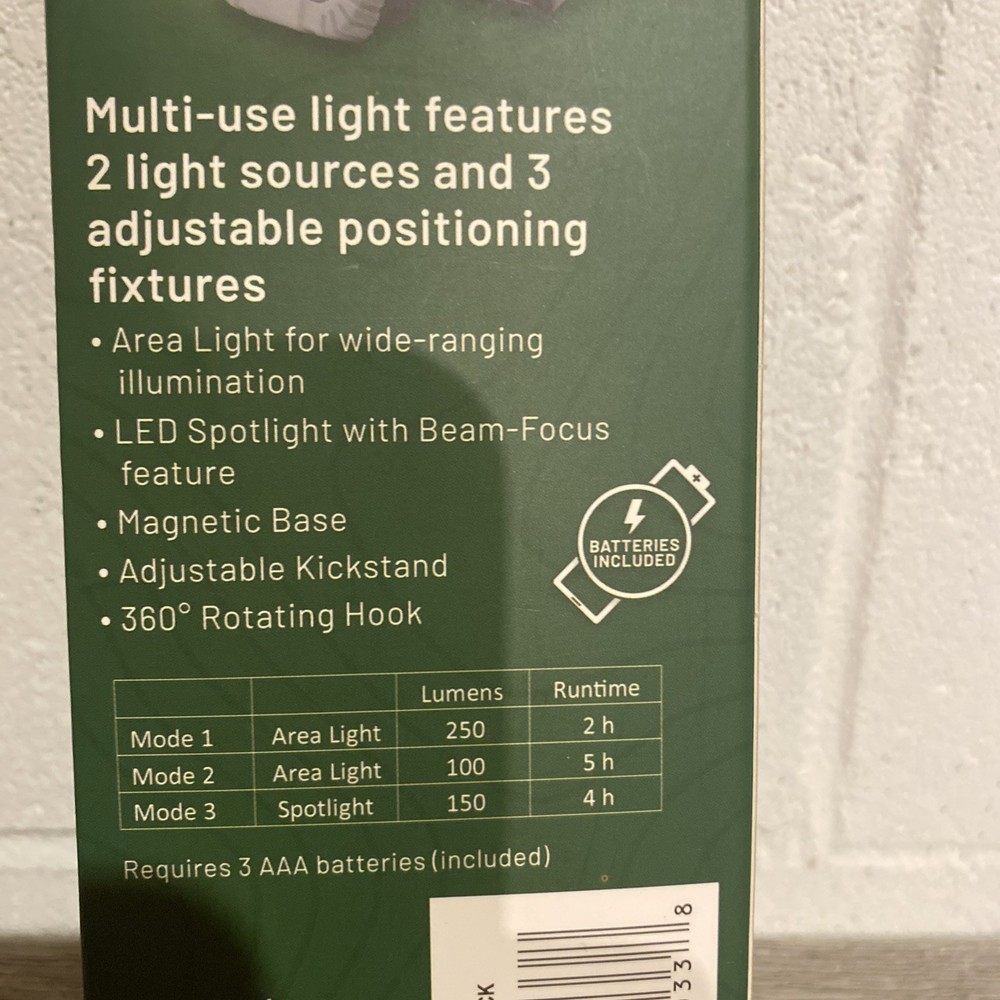 Multi-use light features
2 light sources and 3
adjustable positioning
fixtures
• Area Light for wide-ranging
illumination
• LED Spotlight with Beam-Focus
feature
• Magnetic Base
• Adjustable Kickstand
• 360° Rotating Hook
BATTERIES
INCLUDED
Lumens Runtime
Mode 1 Area Light 250 2 h
Mode 2 Area Light 100 5 h
Mode 3 Spotlight 150 4 h
Requires 3 AAA batteries (included)
8